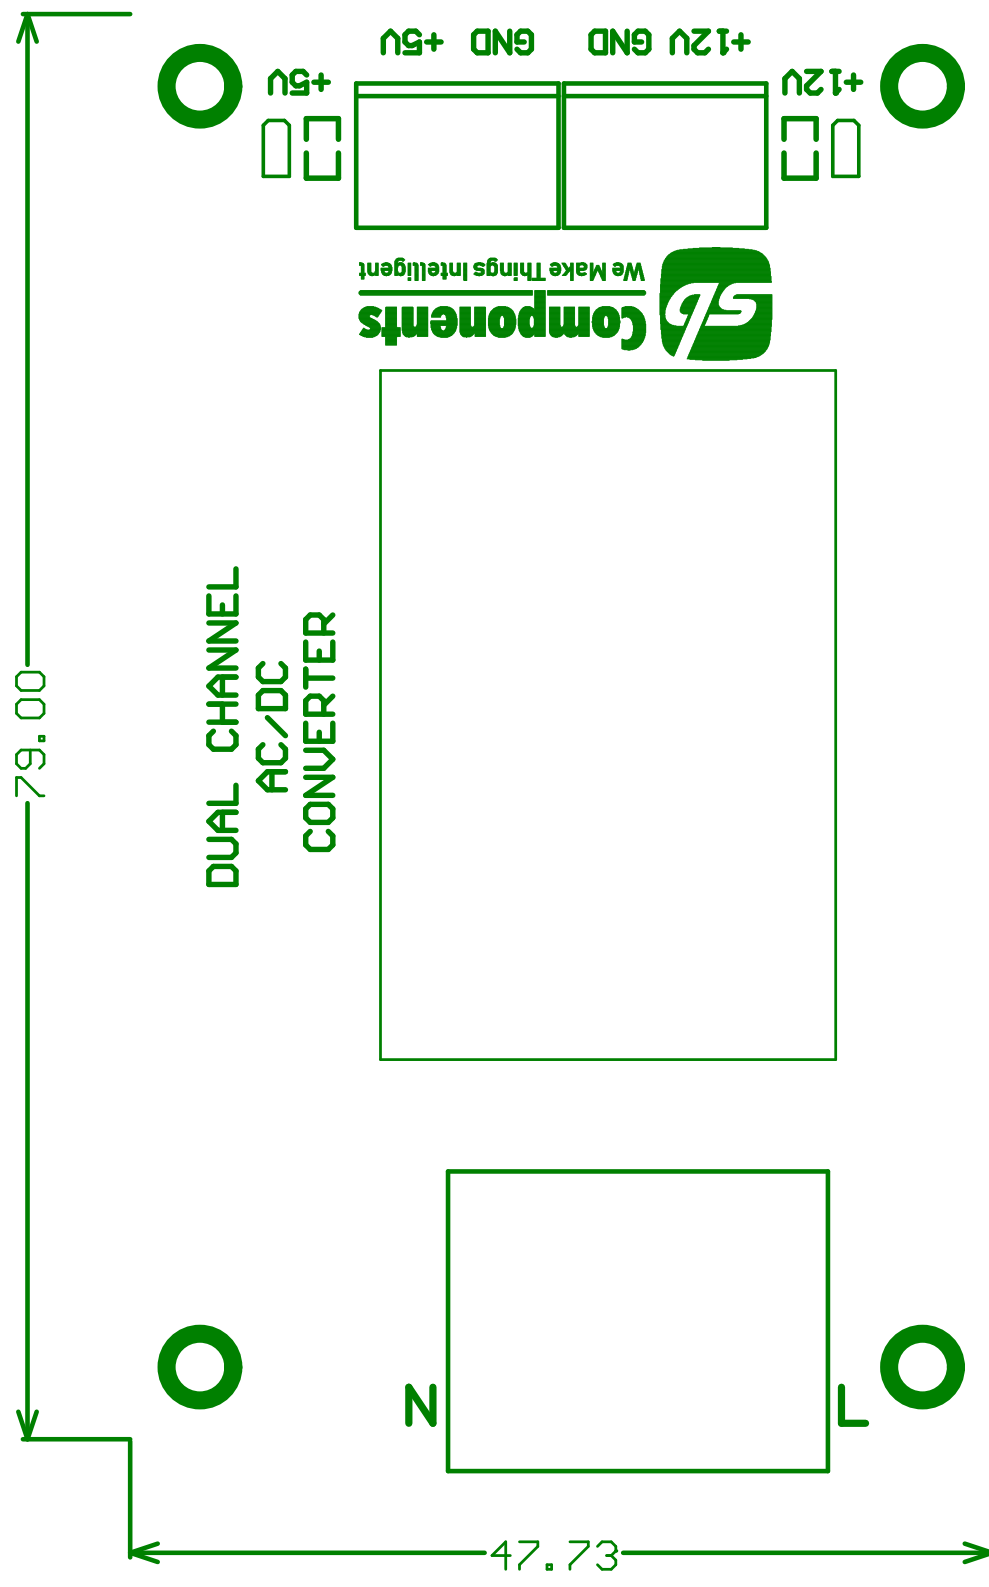 +5V GND GND +12V
+5V +12V
We Make Things Intelligent
Components
sb
DUAL CHANNEL
AC/DC
CONVERTER
79.00
N L
47.73